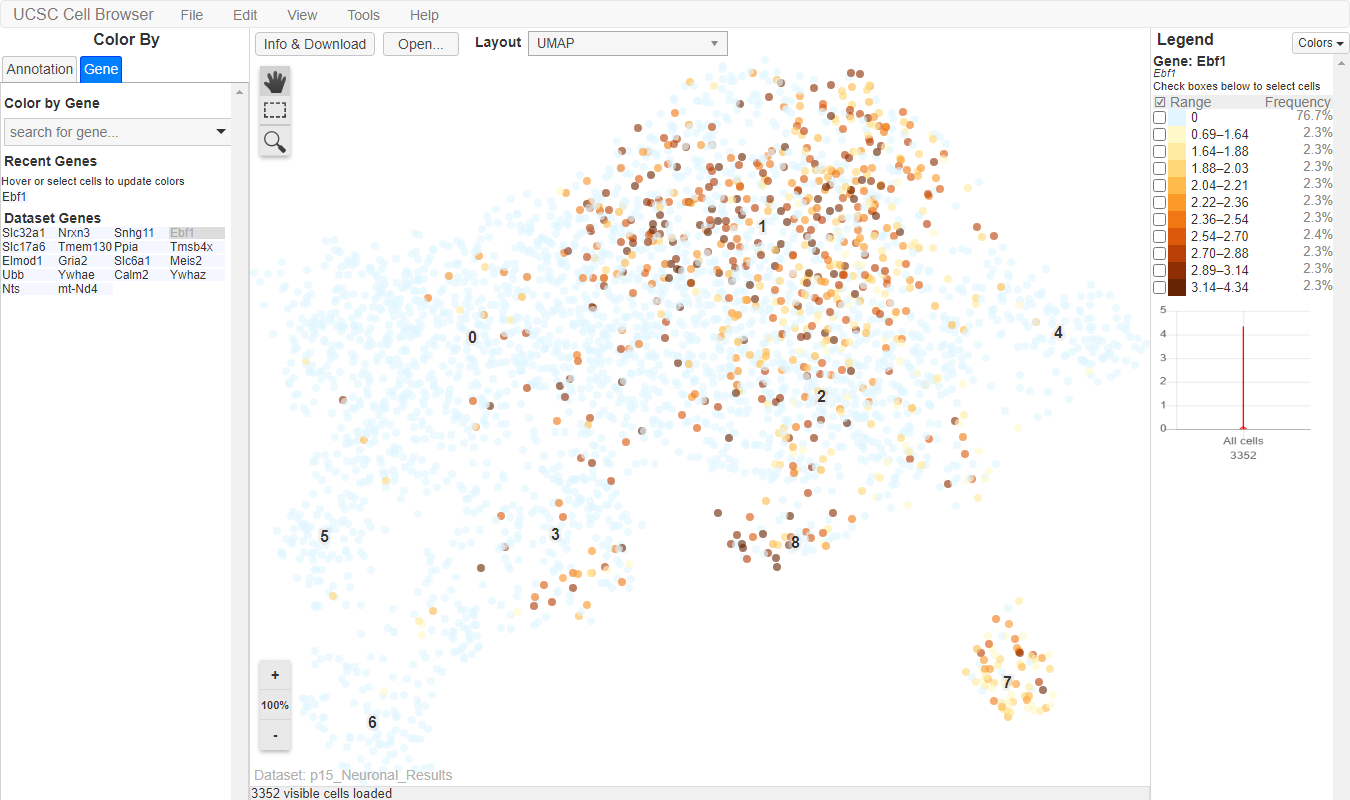 UCSC Cell Browser File Edit View Tools Help
Color By
Annotation Gene
Color by Gene
search for gene...
Recent Genes
Hover or select cells to update colors
Ebf1
Dataset Genes
Slc32a1 Nrxn3 Snhg11 Ebf1
Slc17a6 Tmem130 Ppia Tmsb4x
Elmod1 Gria2 Slc6a1 Meis2
Ubb Ywhae Calm2 Ywhaz
Nts mt-Nd4
Info & Download Open... Layout UMAP
1
0
4
2
5
3
8
7
6
+
100%
-
Dataset: p15_Neuronal_Results
3352 visible cells loaded
Legend Colors
Gene: Ebf1
Ebf1
Check boxes below to select cells
Range Frequency
0 76.7%
0.69–1.64 2.3%
1.64–1.88 2.3%
1.88–2.03 2.3%
2.04–2.21 2.3%
2.22–2.36 2.3%
2.36–2.54 2.3%
2.54–2.70 2.4%
2.70–2.88 2.3%
2.89–3.14 2.3%
3.14–4.34 2.3%
5
4
3
2
1
0
All cells
3352